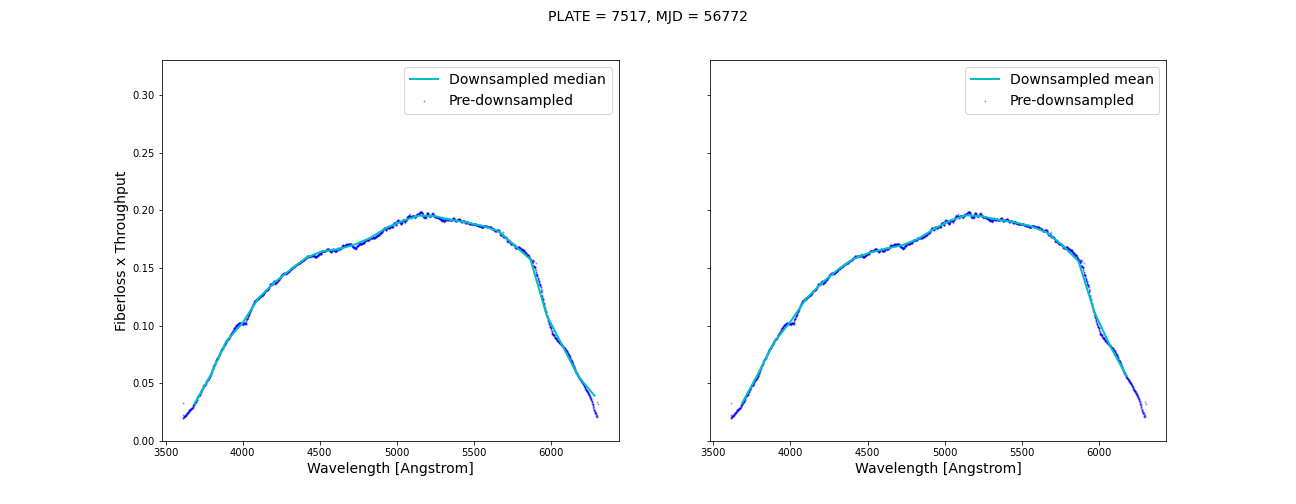 PLATE = 7517, MJD = 56772
Downsampled median
Pre-downsampled
Fiberloss x Throughput
0.30
0.25
0.20
0.15
0.10
0.05
0.00
3500 4000 4500 5000 5500 6000
Wavelength [Angstrom]
Downsampled mean
Pre-downsampled
3500 4000 4500 5000 5500 6000
Wavelength [Angstrom]